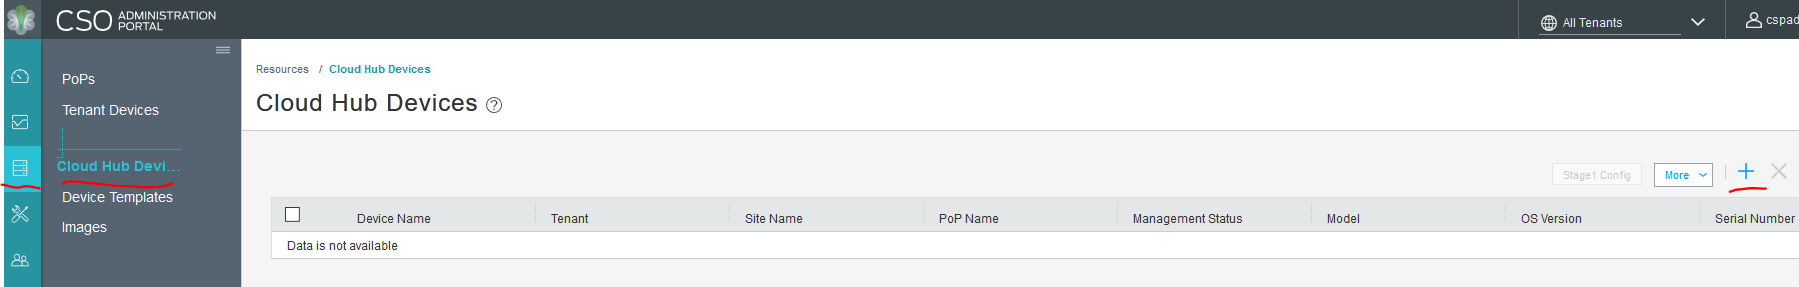 CSO ADMINISTRATION PORTAL
All Tenants
cspad
PoPs
Tenant Devices
Cloud Hub Devi...
Device Templates
Images
Resources / Cloud Hub Devices
Cloud Hub Devices ?
Stage1 Config
More
Device Name Tenant Site Name PoP Name Management Status Model OS Version Serial Number
Data is not available